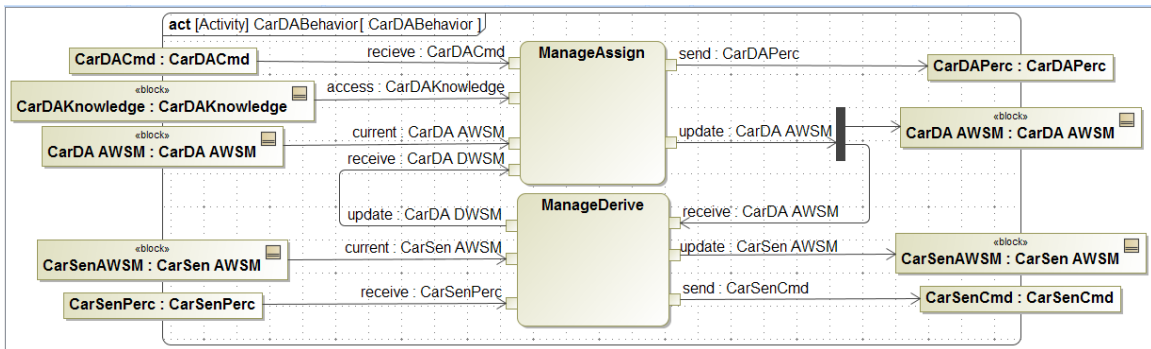 act [Activity] CarDABehavior[ CarDABehavior ]
CarDACmd : CarDACmd
recieve : CarDACmd
ManageAssign
send : CarDAPerc
CarDAPerc : CarDAPerc
«block»
CarDAKnowledge : CarDAKnowledge
access : CarDAKnowledge
«block»
CarDA AWSM : CarDA AWSM
current : CarDA AWSM
update : CarDA AWSM
«block»
CarDA AWSM : CarDA AWSM
receive : CarDA DWSM
ManageDerive
update : CarDA DWSM
receive : CarDA AWSM
«block»
CarSenAWSM : CarSen AWSM
current : CarSen AWSM
update : CarSen AWSM
«block»
CarSenAWSM : CarSen AWSM
CarSenPerc : CarSenPerc
receive : CarSenPerc
send : CarSenCmd
CarSenCmd : CarSenCmd